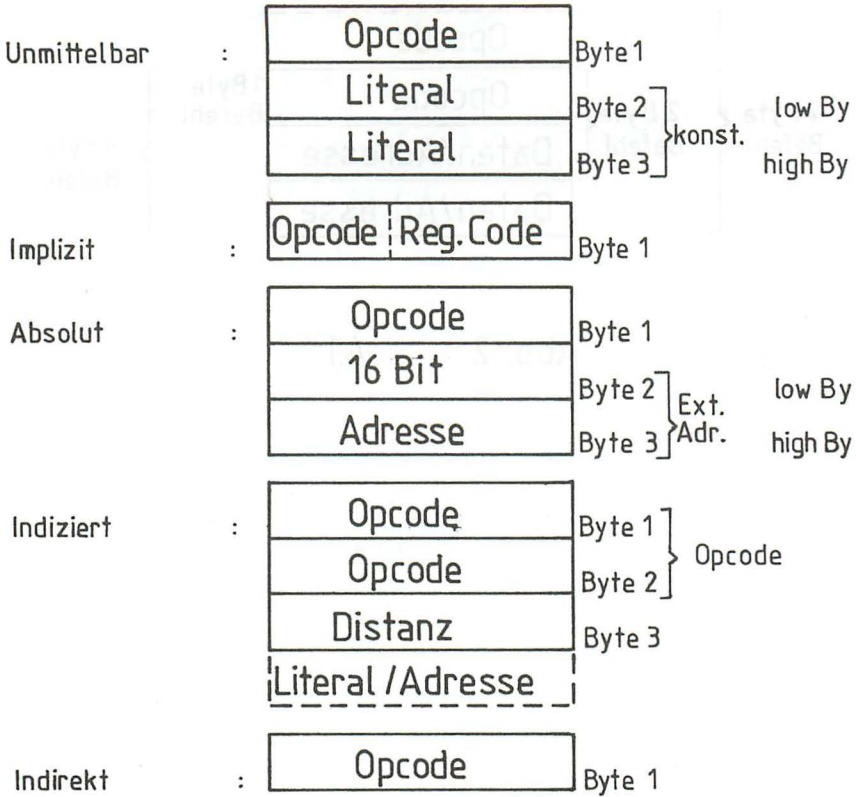 Opcode
Unmittelbar : Byte 1
Literal Byte 2 low By
konst.
Literal Byte 3 high By
Implizit : Opcode Reg. Code Byte 1
Opcode
Absolut : Byte 1
16 Bit Byte 2 low By
Ext.
Adr.
Adresse Byte 3 high By
Opcode
Indiziert : Byte 1
Opcode
Opcode Byte 2
Distanz Byte 3
Literal / Adresse
Opcode
Indirekt : Byte 1